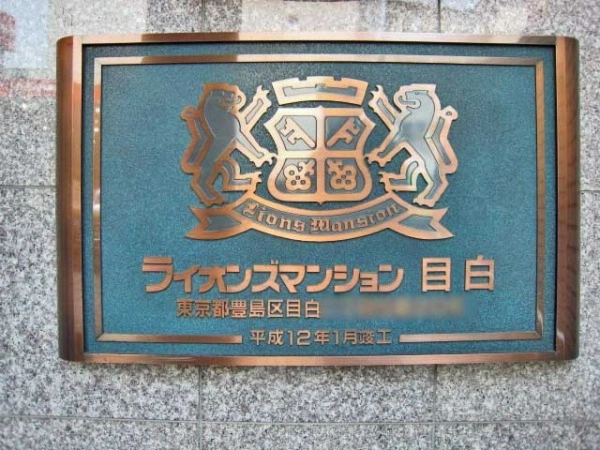 Lions Mansion
ライオンズマンション 目白
東京都豊島区目白
平成12年1月竣工